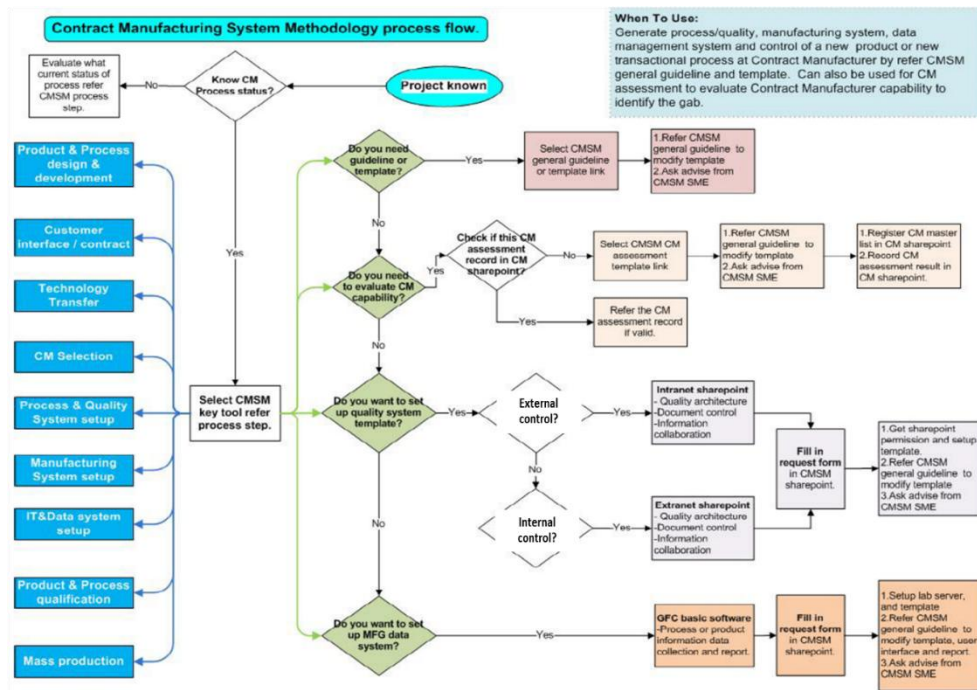 Contract Manufacturing System Methodology process flow.
When To Use:
Generate process/quality, manufacturing system, data
management system and control of a new product or new
transactional process at Contract Manufacturer by refer CMSM
general guideline and template. Can also be used for CM
assessment to evaluate Contract Manufacturer capability to
identify the gab.
Evaluate what
current status of
process refer
CMSM process
step.
No
Know CM
Process status?
Project known
Yes
Product & Process
design &
development
Customer
interface / contract
Technology
Transfer
CM Selection
Process & Quality
System setup
Manufacturing
System setup
IT&Data system
setup
Product & Process
qualification
Mass production
Select CMSM
key tool refer
process step.
Do you need
guideline or
template?
Yes
Select CMSM
general guideline
or template link
1.Refer CMSM
general guideline to
modify template
2.Ask advise from
CMSM SME
No
Do you need
to evaluate CM
capability?
Yes
Check if this CM
assessment
record in CM
sharepoint?
No
Select CMSM CM
assessment
template link
1.Refer CMSM
general guideline to
modify template
2.Ask advise from
CMSM SME
1.Register CM master
list in CM sharepoint
2.Record CM
assessment result in
CM sharepoint.
Yes
Refer the CM
assessment record
if valid.
No
Do you want to set
up quality system
template?
Yes
External
control?
Yes
Intranet sharepoint
- Quality architecture
-Document control
-Information
collaboration
No
Internal
control?
Yes
Extranet sharepoint
- Quality architecture
-Document control
-Information
collaboration
Fill in
request form
in CMSM
sharepoint.
1.Get sharepoint
permission and setup
template.
2.Refer CMSM
general guideline to
modify template
3.Ask advise from
CMSM SME
No
Do you want to set
up MFG data
system?
Yes
GFC basic software
-Process or product
information data
collection and report.
Fill in
request form
in CMSM
sharepoint.
1.Setup lab server,
and template
2.Refer CMSM
general guideline to
modify template, user
interface and report.
3.Ask advise from
CMSM SME